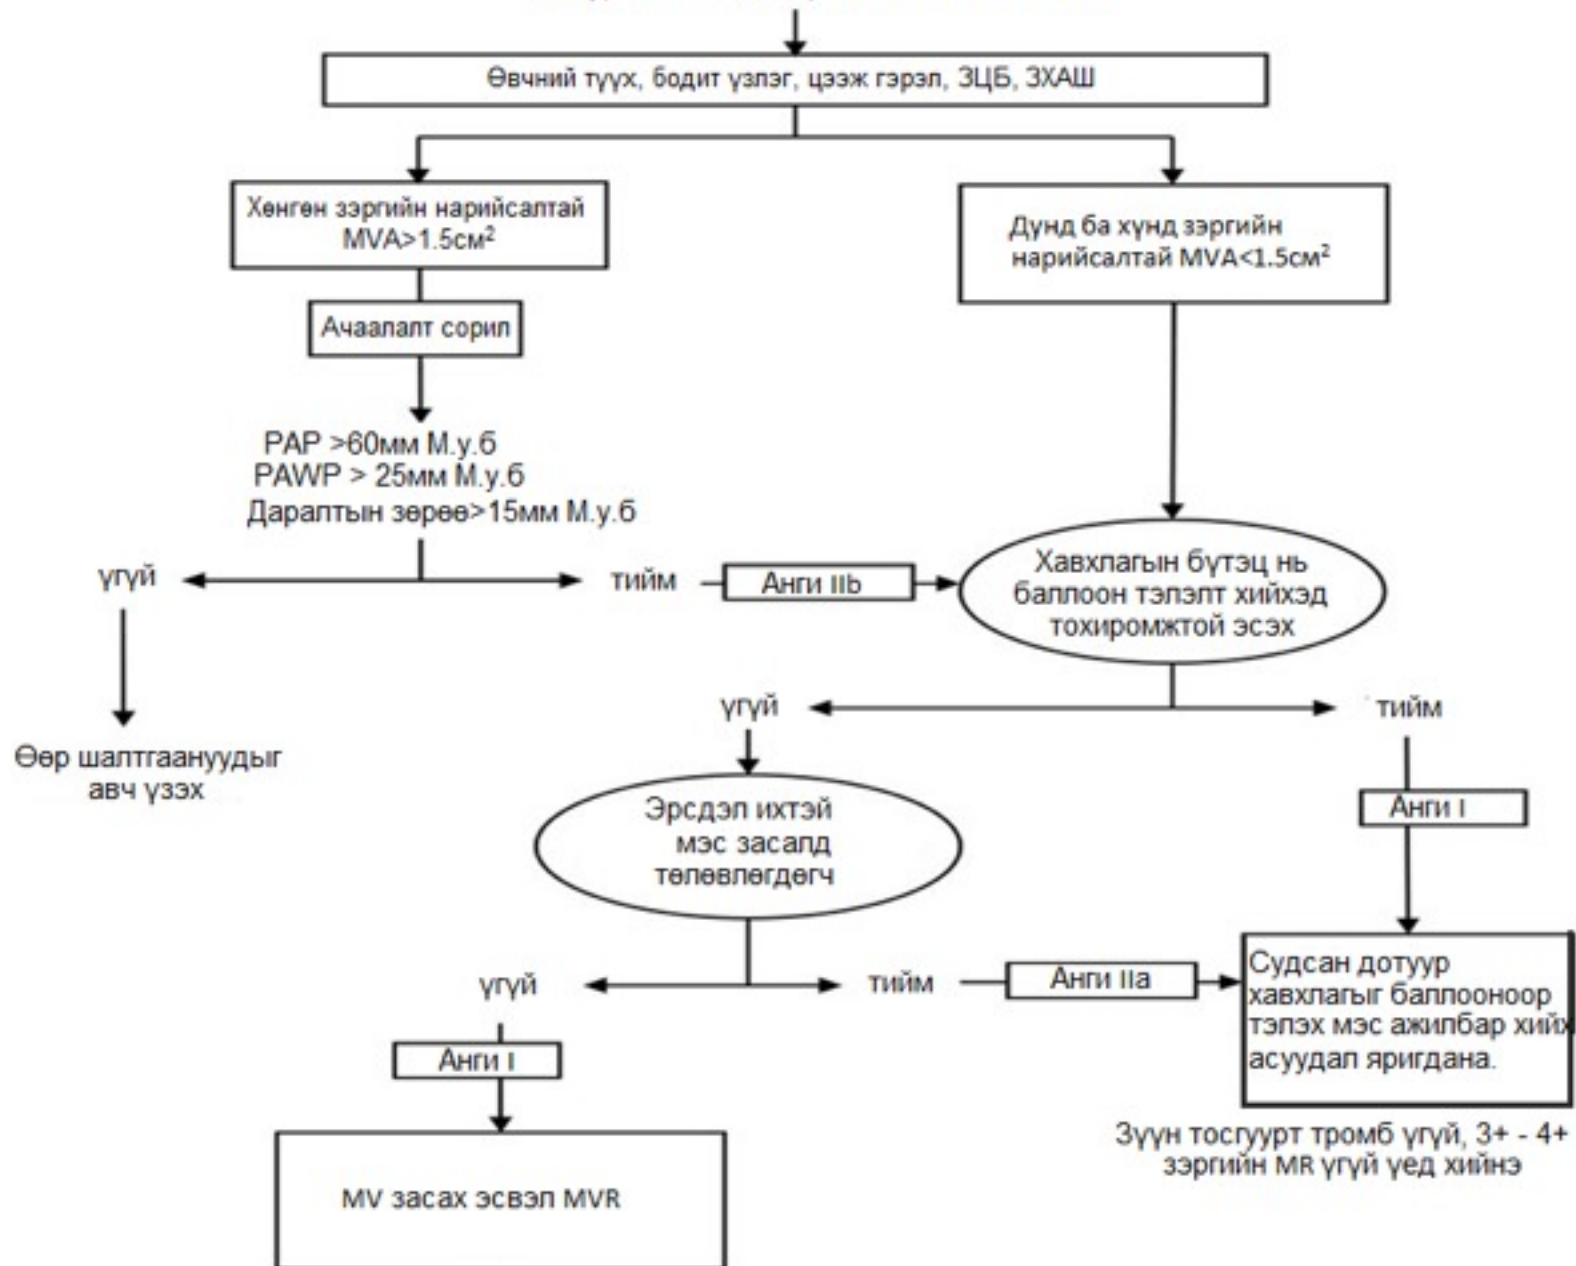 Өвчний түүх, бодит үзлэг, цээж гэрэл, ЗЦБ, ЗХАШ
Хөнгөн зэргийн нарийсалтай
MVA>1.5см²
Дунд ба хүнд зэргийн
нарийсалтай MVA<1.5см²
Ачаалалт сорил
PAP >60мм М.у.б
PAWP > 25мм М.у.б
Даралтын зөрөө>15мм М.у.б
үгүй
тийм
Анги IIb
Хавхлагын бүтэц нь
баллоон тэлэлт хийхэд
тохиромжтой эсэх
Өөр шалтгаануудыг
авч үзэх
үгүй
тийм
Эрсдэл ихтэй
мэс засалд
төлөвлөгдөгч
Анги I
үгүй
тийм
Анги IIa
Судсан дотуур
хавхлагыг баллооноор
тэлэх мэс ажилбар хийх
асуудал яригдана.
Анги I
MV засах эсвэл MVR
Зүүн тосгуурт тромб үгүй, 3+ - 4+
зэргийн MR үгүй үед хийнэ